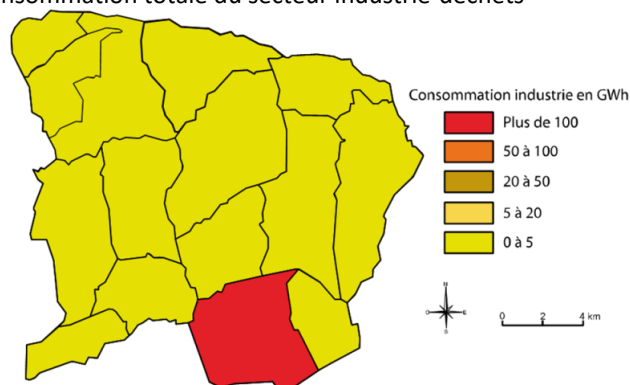 onsommation totale du secteur industrie-déchets
Consommation industrie en GWh
Plus de 100
50 à 100
20 à 50
5 à 20
0 à 5
N
O
E
S
0 2 4 km